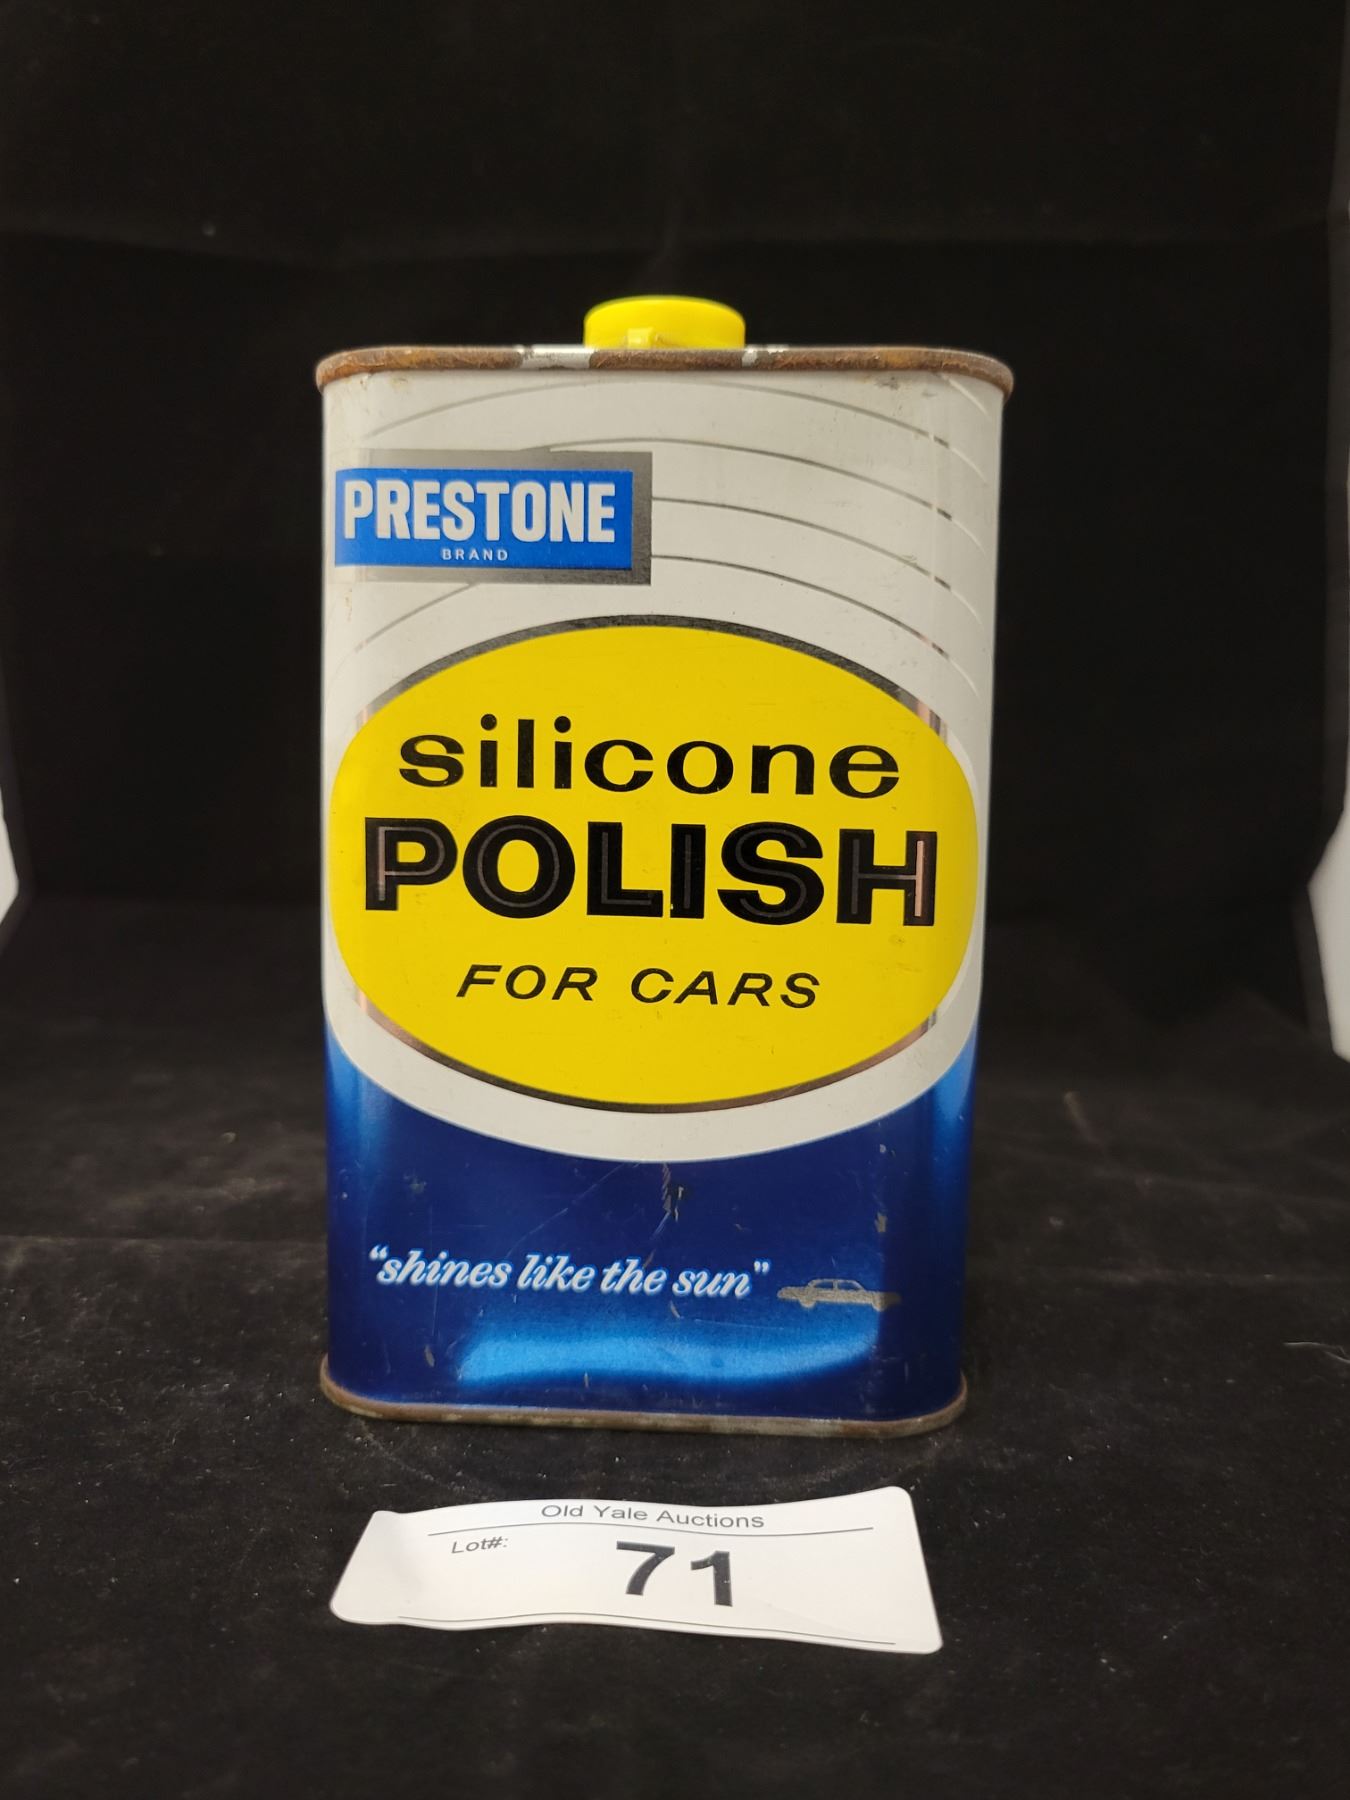 PRESTONE
BRAND
silicone
POLISH
FOR CARS
"shines like the sun"
Old Yale Auctions
Lot#:
71